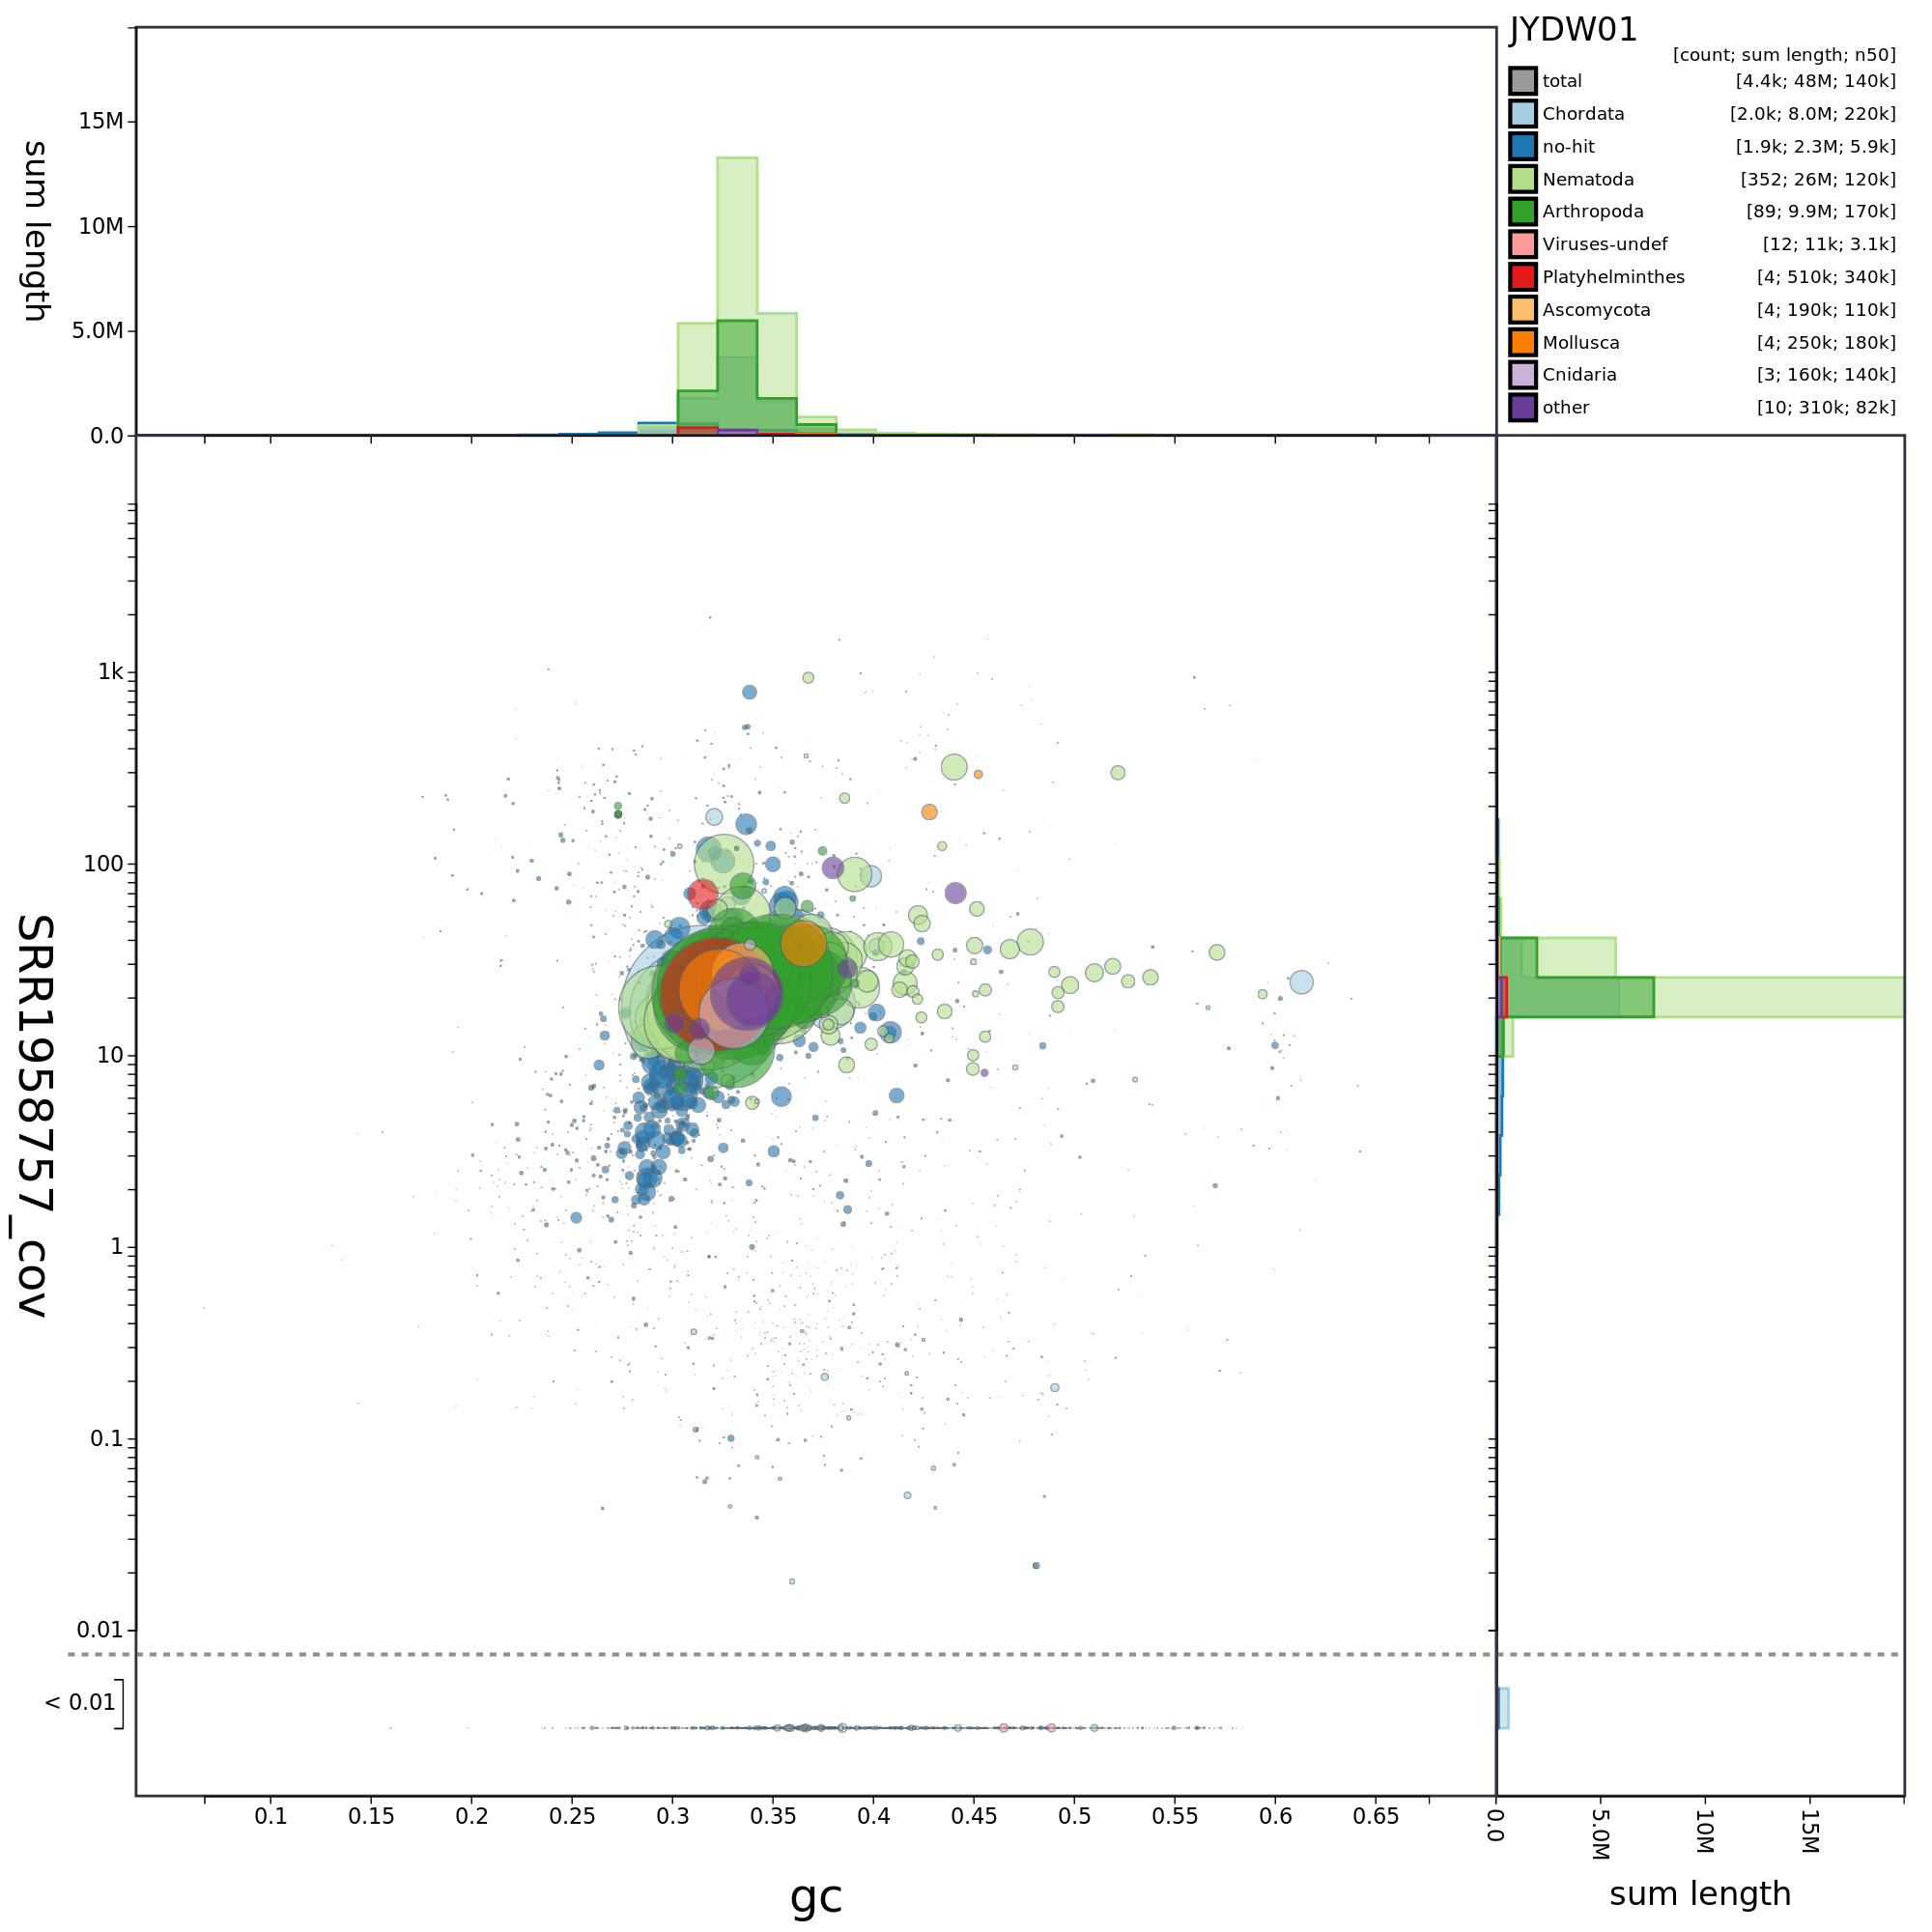 JYDW01
[count; sum length; n50]
total [4.4k; 48M; 140k]
Chordata [2.0k; 8.0M; 220k]
no-hit [1.9k; 2.3M; 5.9k]
Nematoda [352; 26M; 120k]
Arthropoda [89; 9.9M; 170k]
Viruses-undef [12; 11k; 3.1k]
Platyhelminthes [4; 510k; 340k]
Ascomycota [4; 190k; 110k]
Mollusca [4; 250k; 180k]
Cnidaria [3; 160k; 140k]
other [10; 310k; 82k]
sum length
15M
10M
5.0M
0.0
SRR1958757_cov
1k
100
10
1
0.1
0.01
< 0.01
0.1 0.15 0.2 0.25 0.3 0.35 0.4 0.45 0.5 0.55 0.6 0.65
gc
0.0 5.0M 10M 15M
sum length